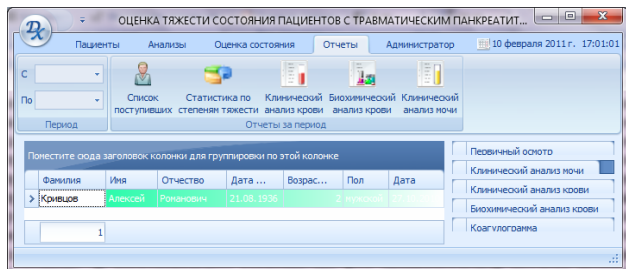 ОЦЕНКА ТЯЖЕСТИ СОСТОЯНИЯ ПАЦИЕНТОВ С ТРАВМАТИЧЕСКИМ ПАНКРЕАТИТ...
Пациенты Анализы Оценка состояния Отчеты Администратор 10 февраля 2011 г. 17:01:01
С
По
Список поступивших
Статистика по степеням тяжести
Клинический анализ крови
Биохимический анализ крови
Клинический анализ мочи
Период Отчеты за период
Поместите сюда заголовок колонки для группировки по этой колонке
Фамилия Имя Отчество Дата ... Возрас... Пол Дата
Кривцов Алексей Романович 21.08.1936
1
Первичный осмотр
Клинический анализ мочи
Клинический анализ крови
Биохимический анализ крови
Коагулограмма